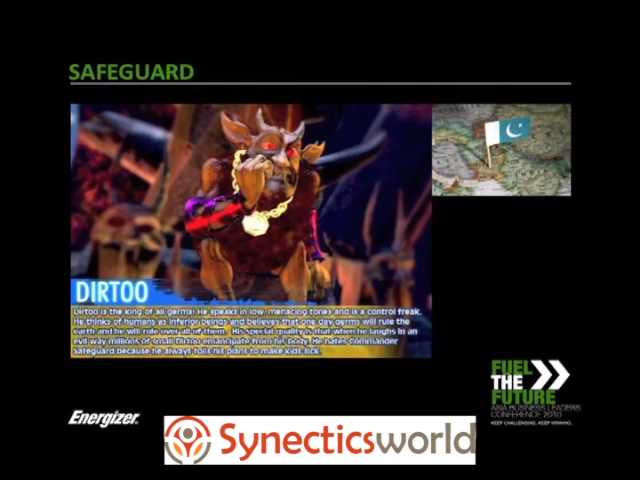 SAFEGUARD
DIRTOO
Dirtoo is the king of all germs! He speaks in low, menacing tones and is a control freak.
He thinks of humans as inferior beings and believes that one day germs will rule the
earth and he will rule over all of them. His special quality is that when he laughs in an
evil way millions of small Dirtoo emancipate from his body. He hates Commander
Safeguard because he always foils his plans to make kids sick.
FUEL
THE
FUTURE
ASIA BUSINESS LEADERS
CONFERENCE 2010
KEEP CHALLENGING. KEEP WINNING.
Energizer.
Synecticsworld